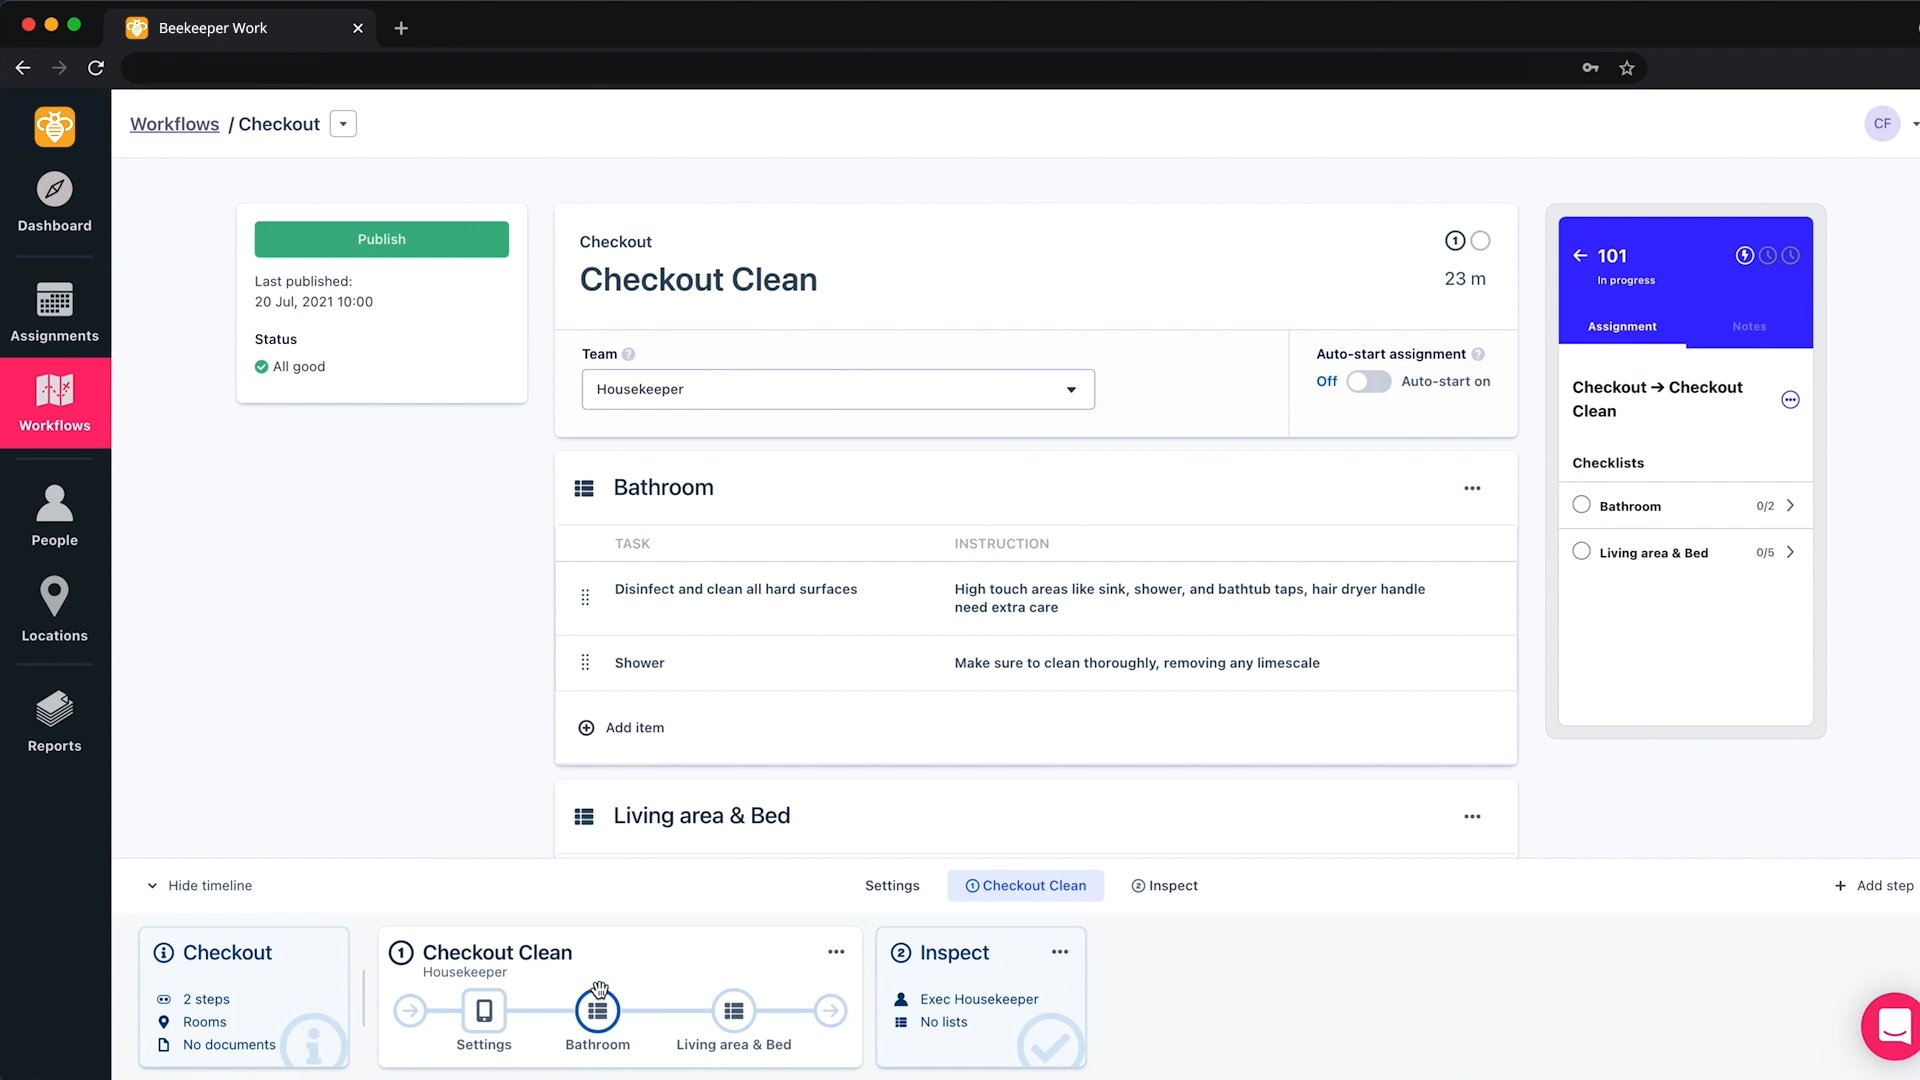 Beekeeper Work
Workflows / Checkout
CF
Dashboard
Assignments
Workflows
People
Locations
Reports
Publish
Last published:
20 Jul, 2021 10:00
Status
All good
Checkout
1
Checkout Clean
23 m
Team ?
Housekeeper
Auto-start assignment ?
Off
Auto-start on
Bathroom
TASK
INSTRUCTION
Disinfect and clean all hard surfaces
High touch areas like sink, shower, and bathtub taps, hair dryer handle
need extra care
Shower
Make sure to clean thoroughly, removing any limescale
Add item
Living area & Bed
101
In progress
Assignment
Notes
Checkout → Checkout
Clean
Checklists
Bathroom 0/2
Living area & Bed 0/5
Hide timeline
Settings
1 Checkout Clean
2 Inspect
+ Add step
Checkout
2 steps
Rooms
No documents
1 Checkout Clean
Housekeeper
Settings
Bathroom
Living area & Bed
2 Inspect
Exec Housekeeper
No lists